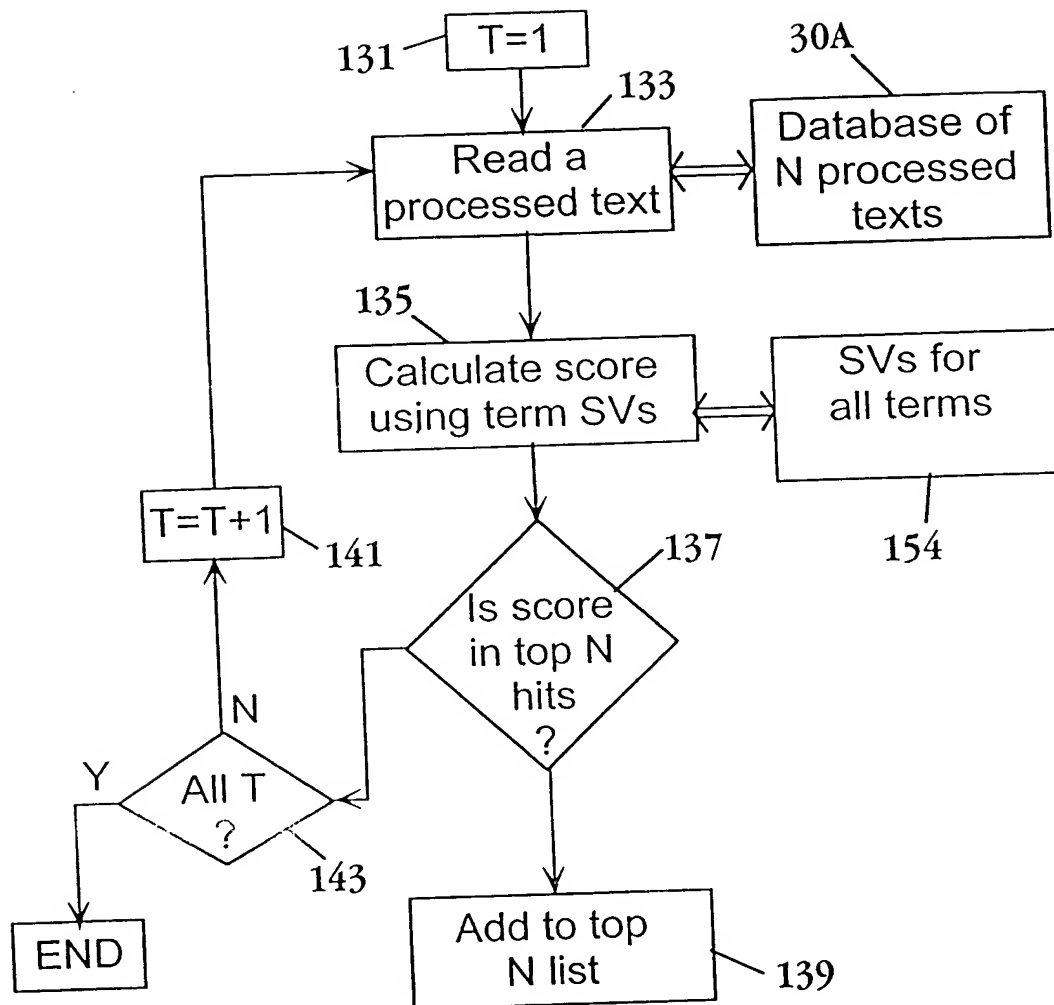 131
T=1
30A
133
Read a
processed text
Database of
N processed
texts
135
Calculate score
using term SVs
SVs for
all terms
154
T=T+1
141
137
Is score
in top N
hits
?
N
Y
All T
?
143
END
Add to top
N list
139